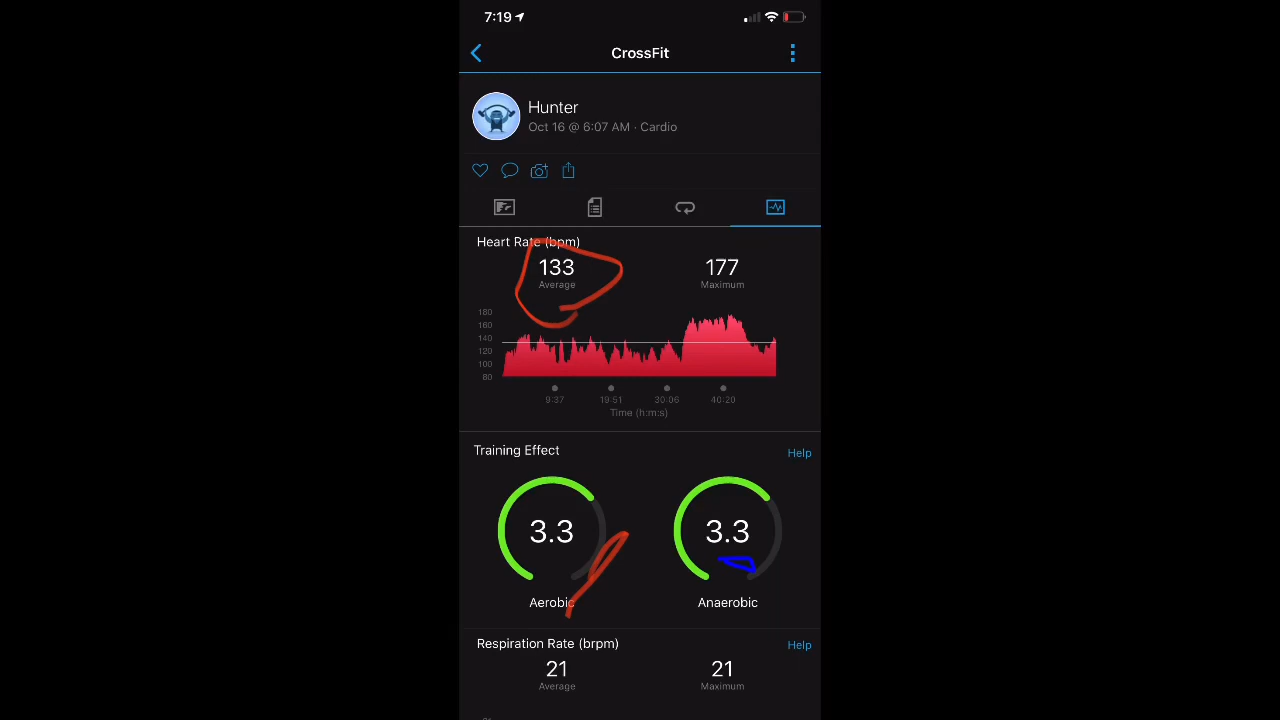 7:19
CrossFit
Hunter
Oct 16 @ 6:07 AM · Cardio
Heart Rate (bpm)
133 177
Average Maximum
180
160
140
120
100
80
9:37 19:51 30:06 40:20
Time (h:m:s)
Training Effect Help
3.3 3.3
Aerobic Anaerobic
Respiration Rate (brpm) Help
21 21
Average Maximum